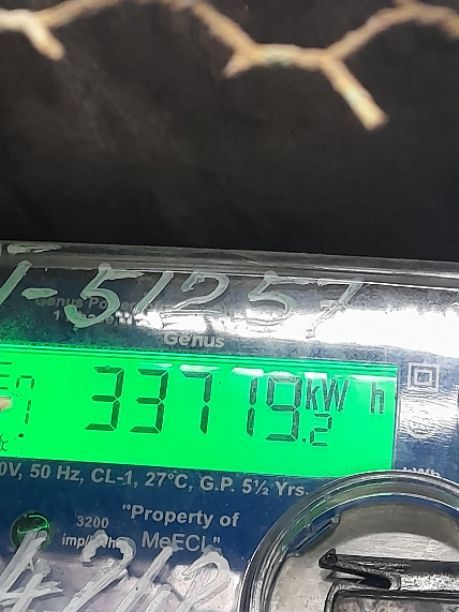 T-51257
Genus
33719.2 kW h
0V, 50 Hz, CL-1, 27°C, G.P. 5½ Yrs.
3200 "Property of
imp/kWh MeECL"